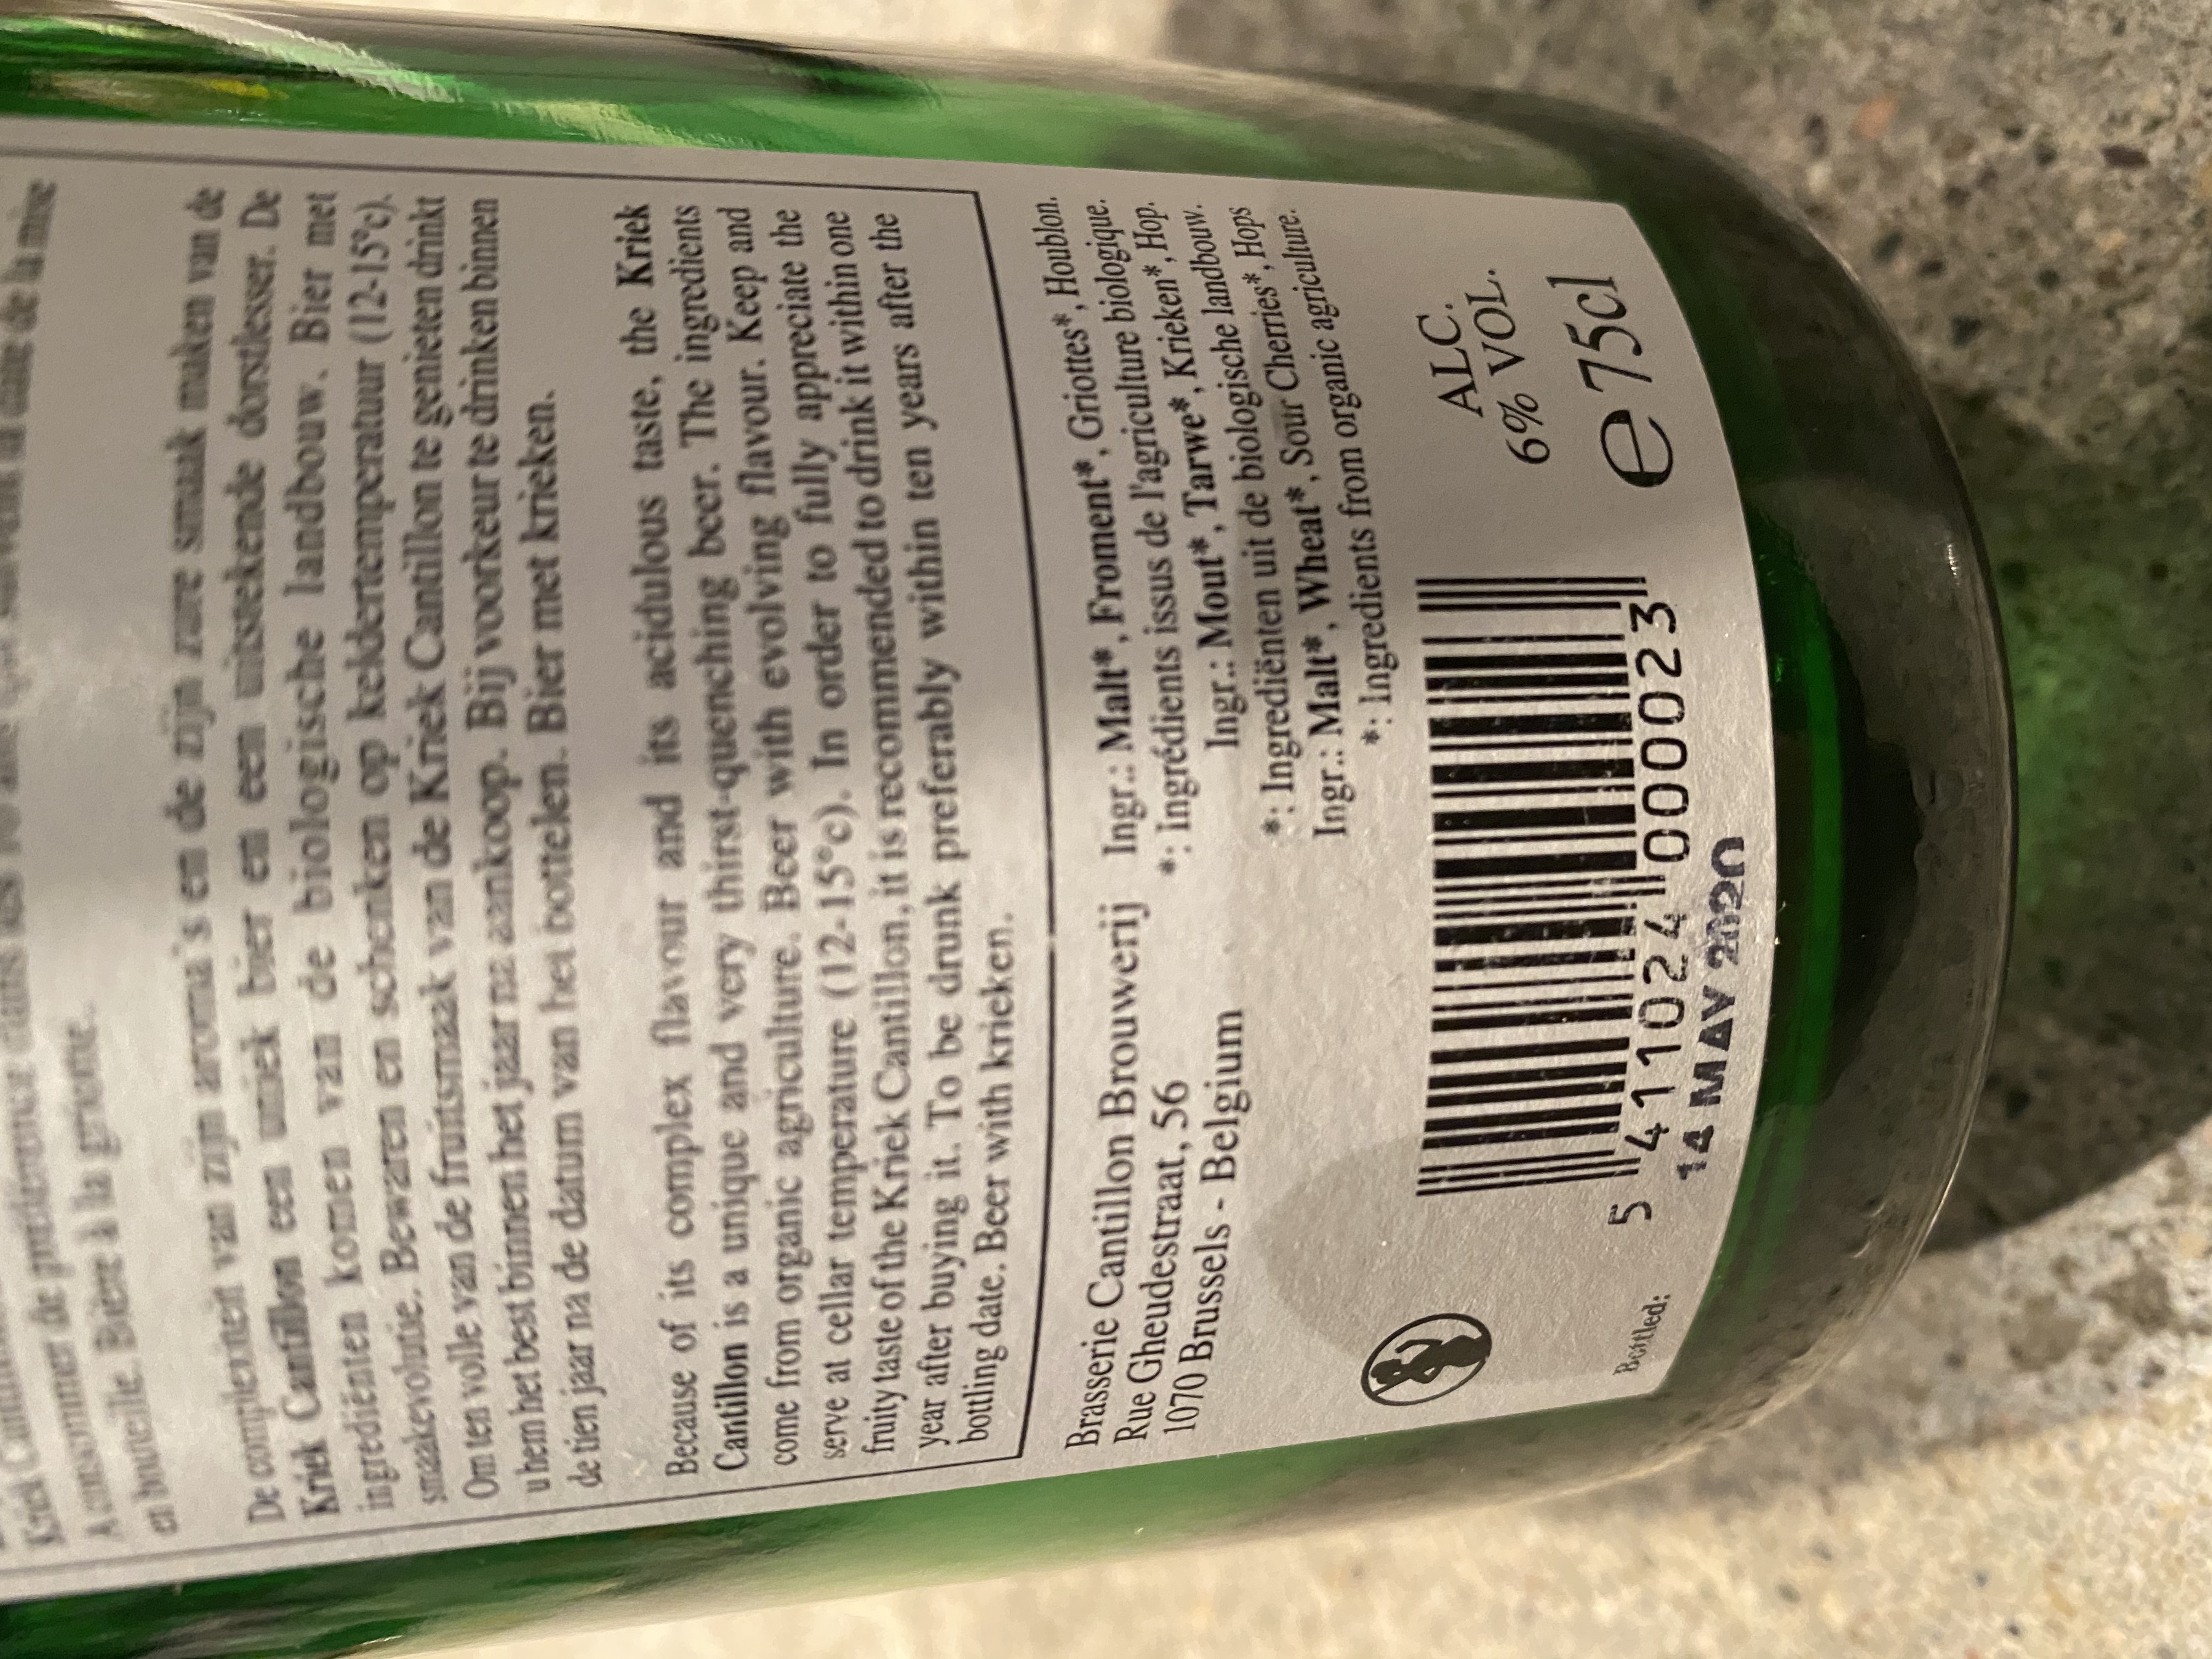 A consommer de préférence dans les
en bouteille. Bière à la griotte.
De complexiteit van zijn aroma's en de zijn zure smaak maken van de
Kriek Cantillon een uniek bier en een uitstekende dorstlesser. De
ingrediënten komen van de biologische landbouw. Bier met
smaakevolutie. Bewaren en schenken op keldertemperatuur (12-15°c).
Om ten volle van de fruitsmaak van de Kriek Cantillon te genieten drinkt
u hem het best binnen het jaar na aankoop. Bij voorkeur te drinken binnen
de tien jaar na de datum van het bottelen. Bier met krieken.
Because of its complex flavour and its acidulous taste, the Kriek
Cantillon is a unique and very thirst-quenching beer. The ingredients
come from organic agriculture. Beer with evolving flavour. Keep and
serve at cellar temperature (12-15°c). In order to fully appreciate the
fruity taste of the Kriek Cantillon, it is recommended to drink it within one
year after buying it. To be drunk preferably within ten years after the
bottling date. Beer with krieken.
Brasserie Cantillon Brouwerij
Rue Gheudestraat, 56
1070 Brussels - Belgium
Ingr.: Malt*, Froment*, Griottes*, Houblon.
*: Ingrédients issus de l'agriculture biologique.
Ingr.: Mout*, Tarwe*, Krieken*, Hop.
*: Ingrediënten uit de biologische landbouw.
Ingr.: Malt*, Wheat*, Sour Cherries*, Hops
*: Ingredients from organic agriculture.
ALC.
6% VOL.
e 75cl
5 411024 000023
Bottled: 14 MAY 2020